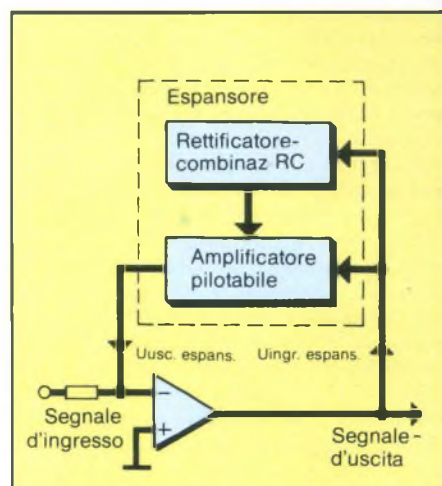 Espansore
Rettificatore-
combinaz RC
Amplificatore
pilotabile
Uusc. espans.
Uingr. espans.
Segnale
d'ingresso
−
+
Segnale-
d'uscita